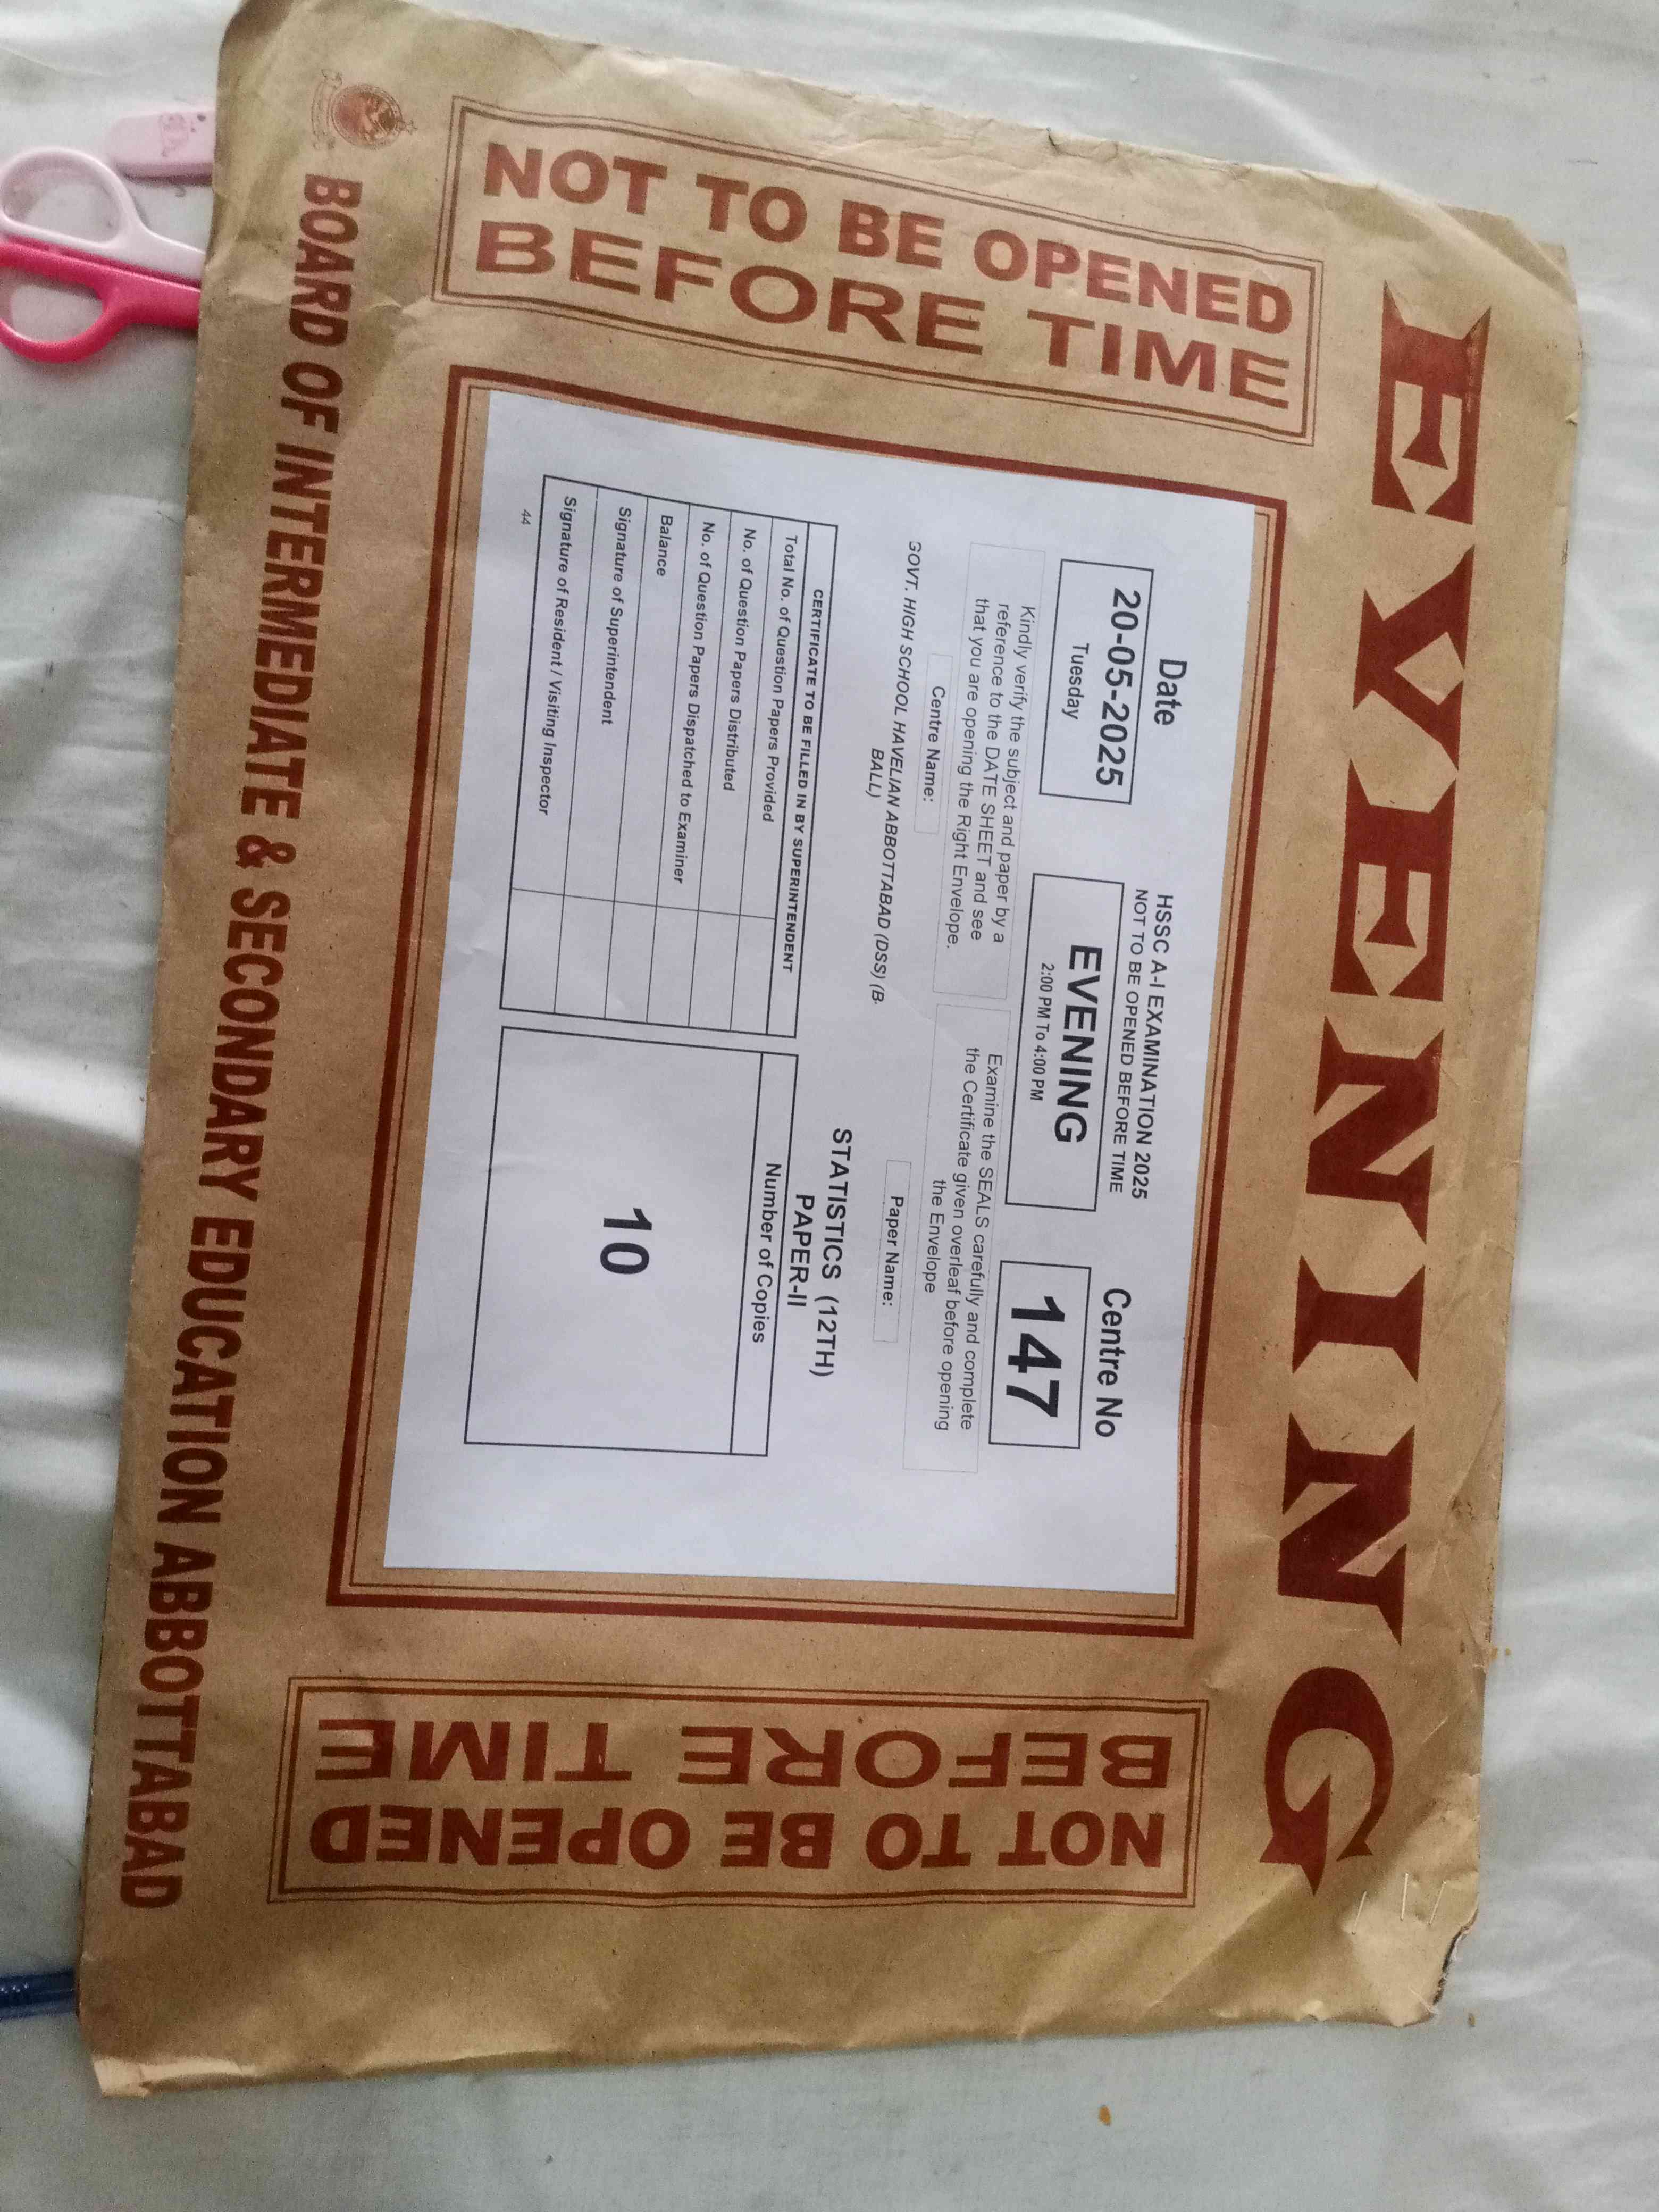 EVENING
NOT TO BE OPENED
BEFORE TIME
Date
20-05-2025
Tuesday
HSSC A-I EXAMINATION 2025
NOT TO BE OPENED BEFORE TIME
EVENING
2:00 PM To 4:00 PM
Centre No
147
Kindly verify the subject and paper by a
reference to the DATE SHEET and see
that you are opening the Right Envelope.
Examine the SEALS carefully and complete
the Certificate given overleaf before opening
the Envelope
Centre Name:
GOVT. HIGH SCHOOL HAVELIAN ABBOTTABAD (DSS) (B-
BALL)
Paper Name:
STATISTICS (12TH)
PAPER-II
CERTIFICATE TO BE FILLED IN BY SUPERINTENDENT
Total No. of Question Papers Provided
No. of Question Papers Distributed
No. of Question Papers Dispatched to Examiner
Balance
Signature of Superintendent
Signature of Resident / Visiting Inspector
44
Number of Copies
10
NOT TO BE OPENED
BEFORE TIME
BOARD OF INTERMEDIATE & SECONDARY EDUCATION ABBOTTABAD